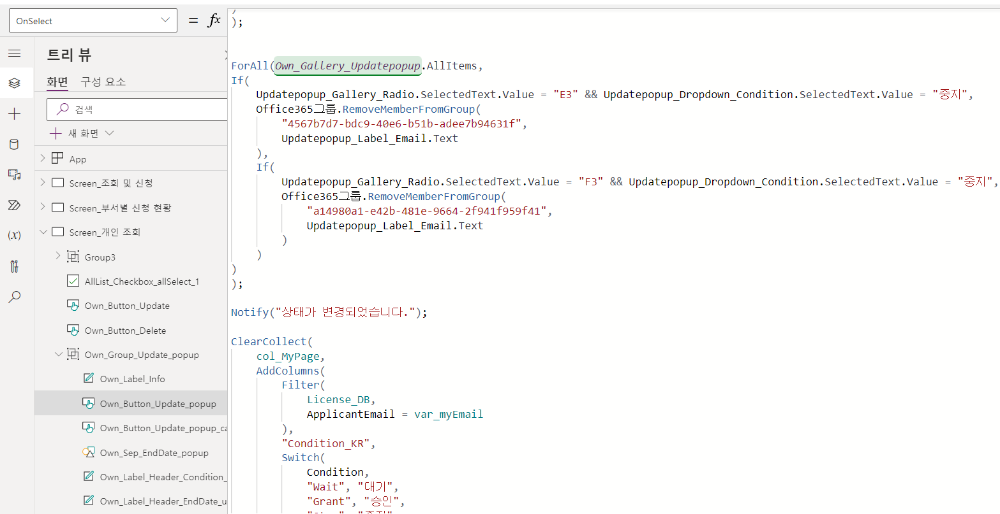 OnSelect
= fx
);
트리 뷰
화면 구성 요소
검색
새 화면
App
Screen_조회 및 신청
Screen_부서별 신청 현황
Screen_개인 조회
Group3
AllList_Checkbox_allSelect_1
Own_Button_Update
Own_Button_Delete
Own_Group_Update_popup
Own_Label_Info
Own_Button_Update_popup
Own_Button_Update_popup_ca
Own_Sep_EndDate_popup
Own_Label_Header_Condition_
Own_Label_Header_EndDate_u
(x)
ForAll(Own_Gallery_Updatepopup.AllItems,
If(
Updatepopup_Gallery_Radio.SelectedText.Value = "E3" && Updatepopup_Dropdown_Condition.SelectedText.Value = "중지",
Office365그룹.RemoveMemberFromGroup(
"4567b7d7-bdc9-40e6-b51b-adee7b94631f",
Updatepopup_Label_Email.Text
),
If(
Updatepopup_Gallery_Radio.SelectedText.Value = "F3" && Updatepopup_Dropdown_Condition.SelectedText.Value = "중지",
Office365그룹.RemoveMemberFromGroup(
"a14980a1-e42b-481e-9664-2f941f959f41",
Updatepopup_Label_Email.Text
)
)
)
);
Notify("상태가 변경되었습니다.");
ClearCollect(
col_MyPage,
AddColumns(
Filter(
License_DB,
ApplicantEmail = var_myEmail
),
"Condition_KR",
Switch(
Condition,
"Wait", "대기",
"Grant", "승인",